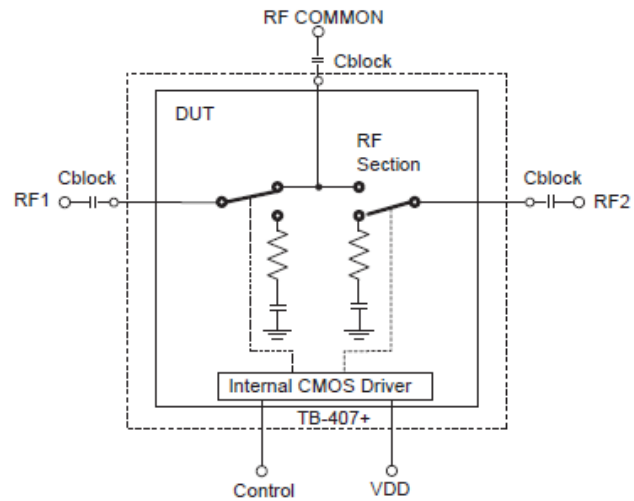 RF COMMON
Cblock
DUT
RF
Section
Cblock
Cblock
RF1
RF2
Internal CMOS Driver
TB-407+
Control
VDD